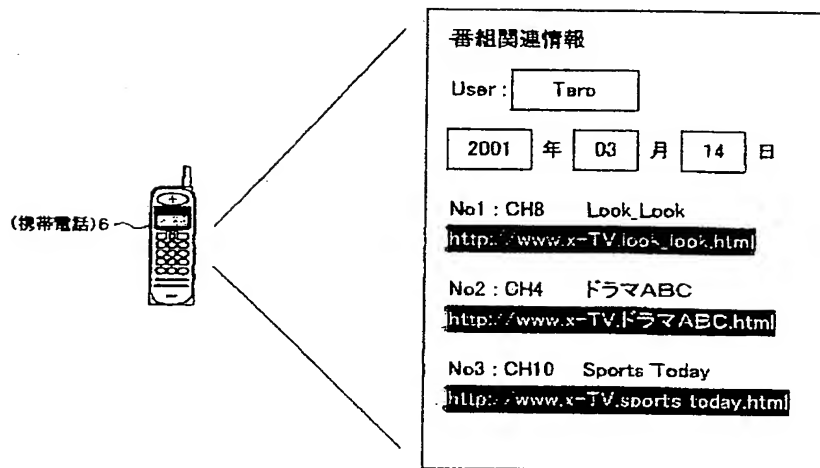 番組関連情報
User : Taro
2001 年 03 月 14 日
(携帯電話)6
No1 : CH8 Look_Look
http://www.x-TV.look_look.html
No2 : CH4 ドラマABC
http://www.x-TV.ドラマABC.html
No3 : CH10 Sports Today
http://www.x-TV.sports today.html